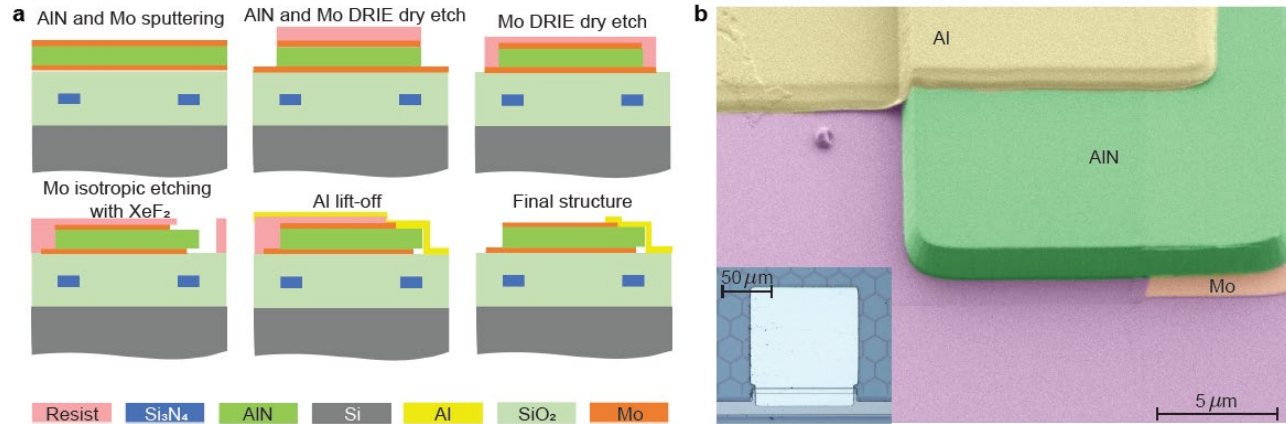 a
AlN and Mo sputtering
AlN and Mo DRIE dry etch
Mo DRIE dry etch
Mo isotropic etching
with XeF₂
Al lift-off
Final structure
Resist
Si₃N₄
AlN
Si
Al
SiO₂
Mo
b
Al
AlN
Mo
50 μm
5 μm